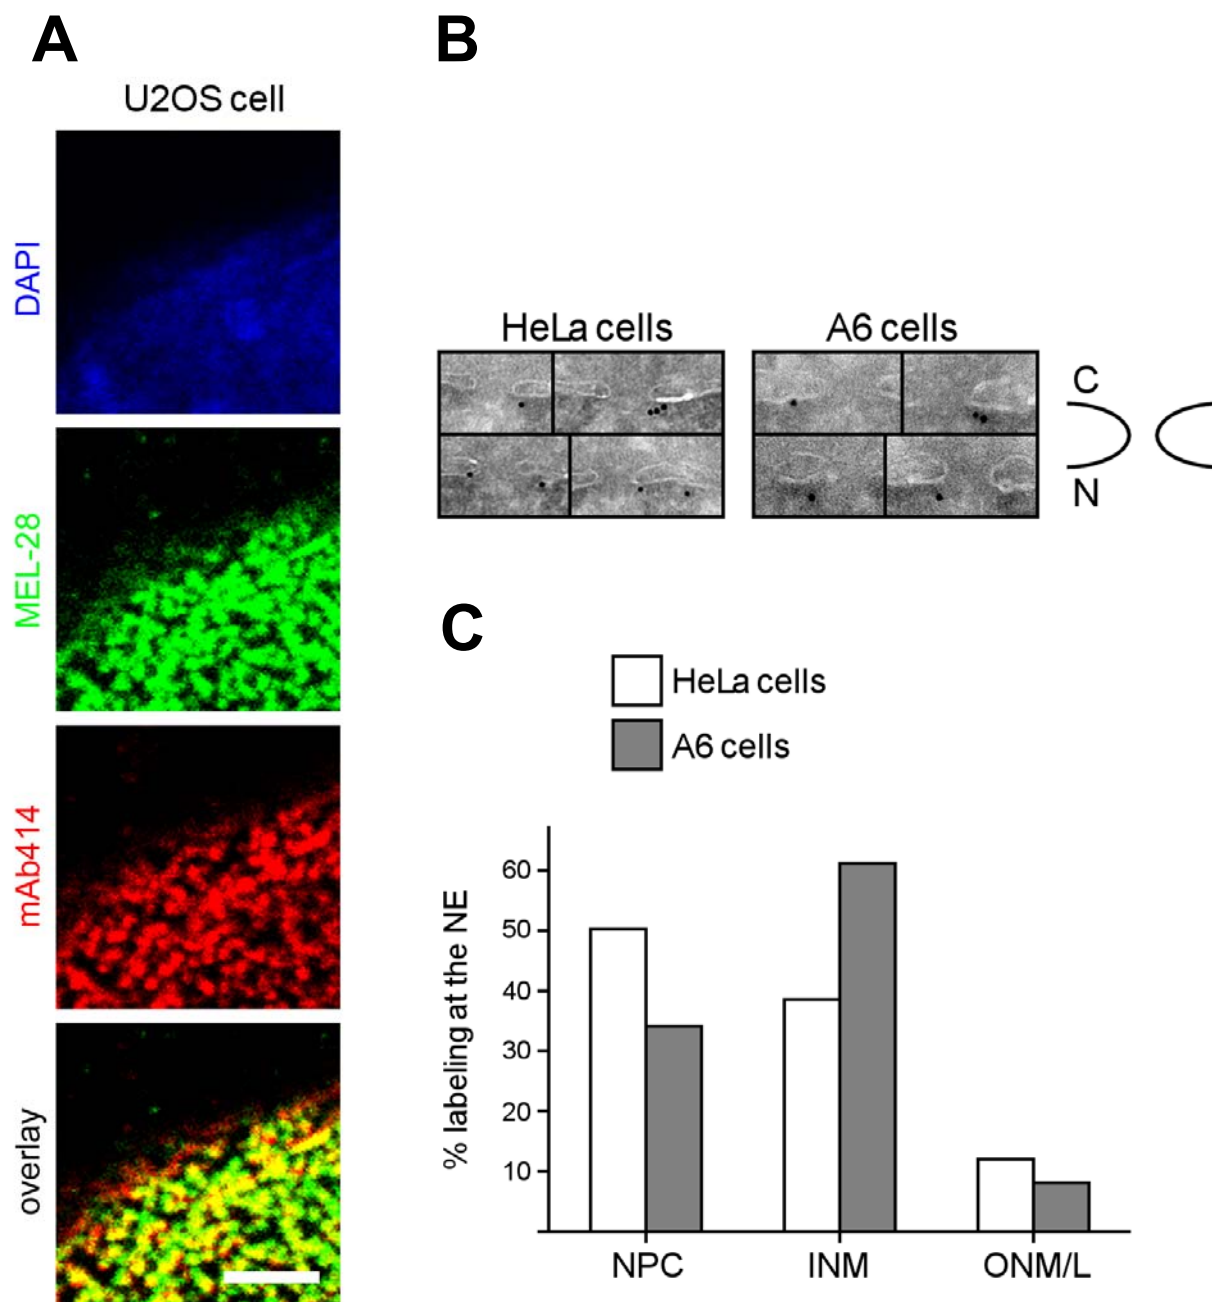 A
U2OS cell
DAPI
MEL-28
mAb414
overlay
B
HeLa cells
A6 cells
C
N
C
HeLa cells
A6 cells
% labeling at the NE
60
50
40
30
20
10
NPC
INM
ONM/L